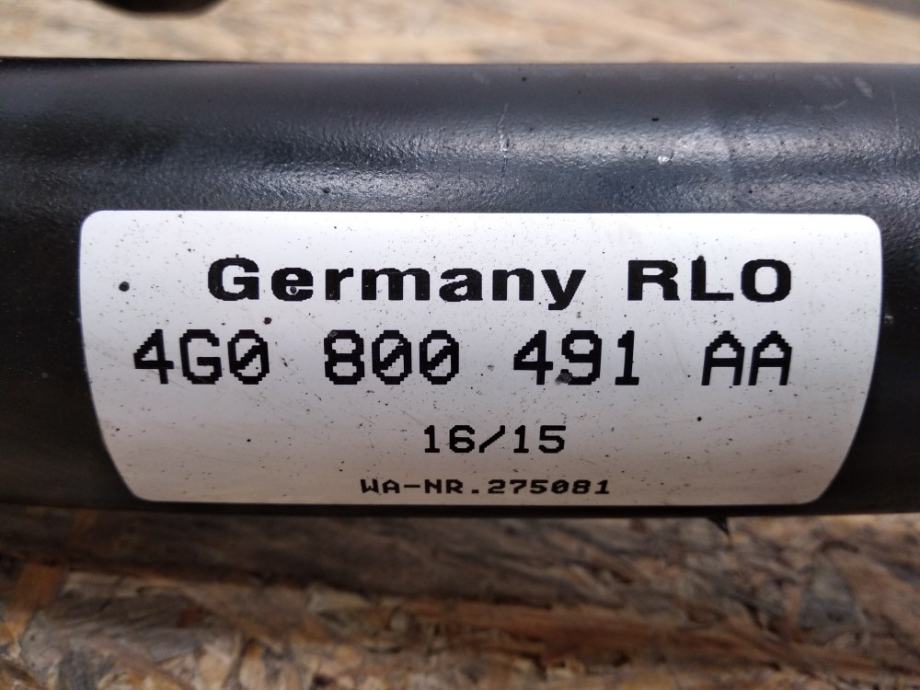 Germany RLO
4G0 800 491 AA
16/15
WA-NR.275081